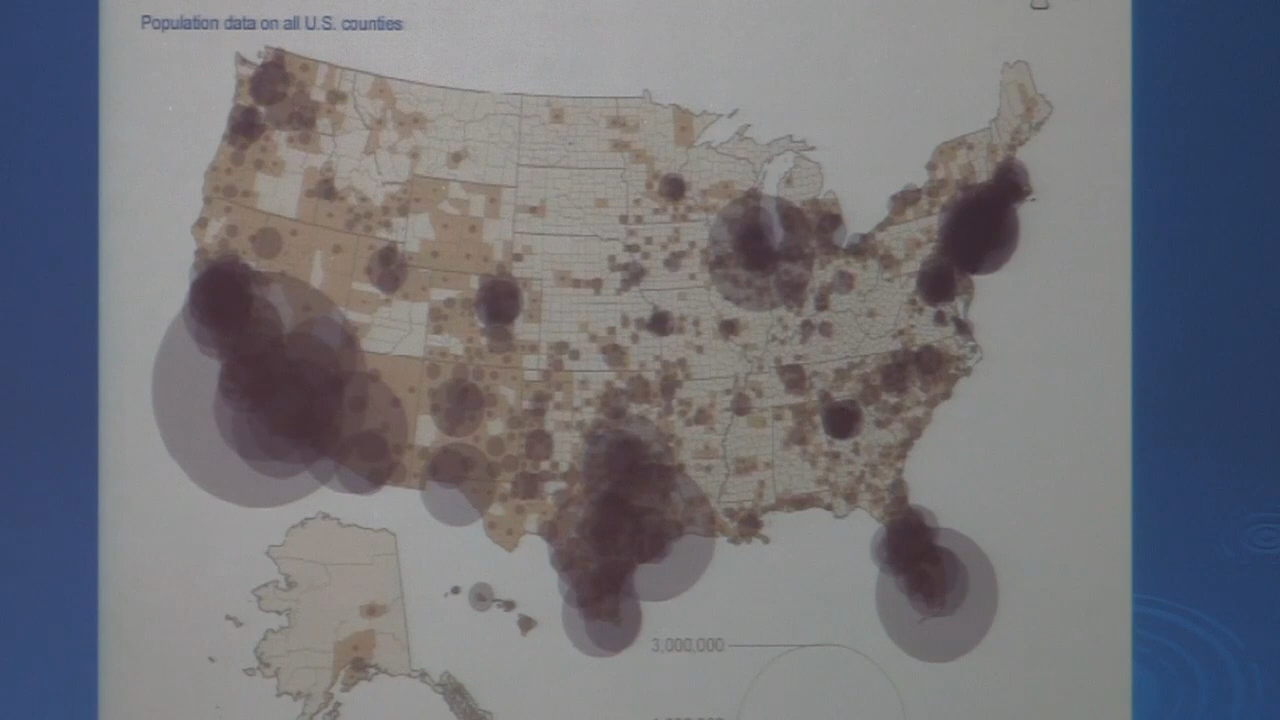 Population data on all U.S. counties
3,000,000